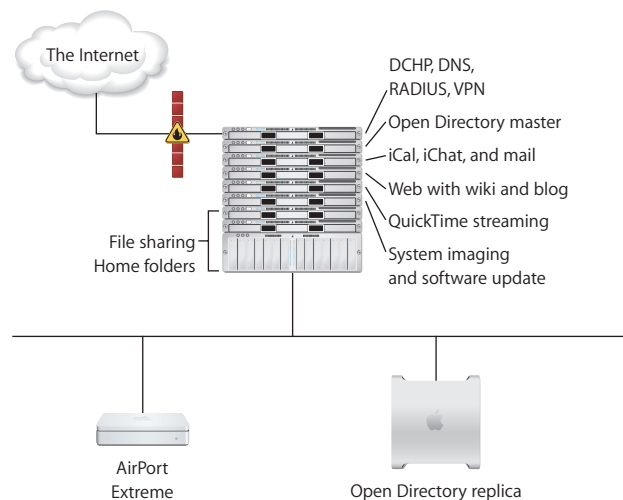 The Internet
DCHP, DNS,
RADIUS, VPN
Open Directory master
iCal, iChat, and mail
Web with wiki and blog
QuickTime streaming
System imaging
and software update
File sharing
Home folders
AirPort
Extreme
Open Directory replica